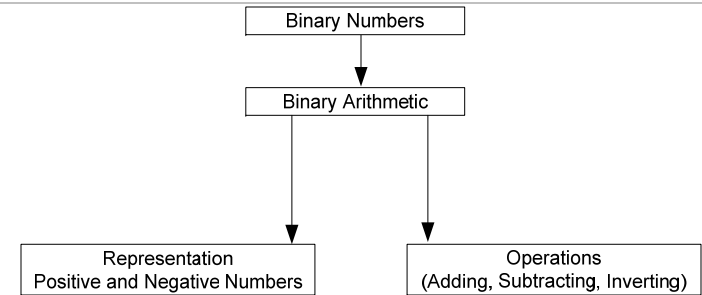 Binary Numbers
Binary Arithmetic
Representation
Positive and Negative Numbers
Operations
(Adding, Subtracting, Inverting)